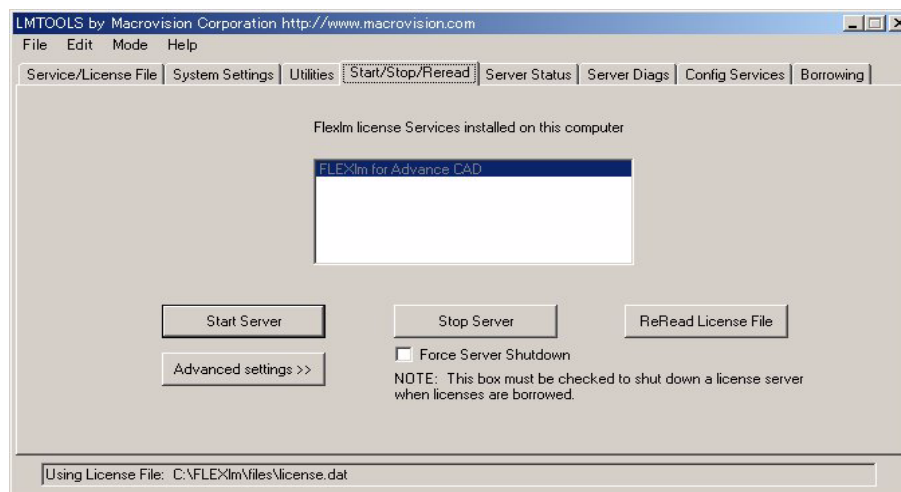 LMTOOLS by Macrovision Corporation http://www.macrovision.com
File Edit Mode Help
Service/License File System Settings Utilities Start/Stop/Reread Server Status Server Diags Config Services Borrowing
Flexlm license Services installed on this computer
FLEXlm for Advance CAD
Start Server Stop Server ReRead License File
Force Server Shutdown
Advanced settings >>
NOTE: This box must be checked to shut down a license server
when licenses are borrowed.
Using License File: C:\FLEXlm\files\license.dat